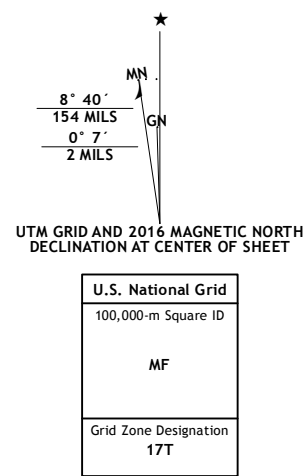 ★
MN
GN
8° 40´
154 MILS
0° 7´
2 MILS
UTM GRID AND 2016 MAGNETIC NORTH
DECLINATION AT CENTER OF SHEET
U.S. National Grid
100,000-m Square ID
MF
Grid Zone Designation
17T